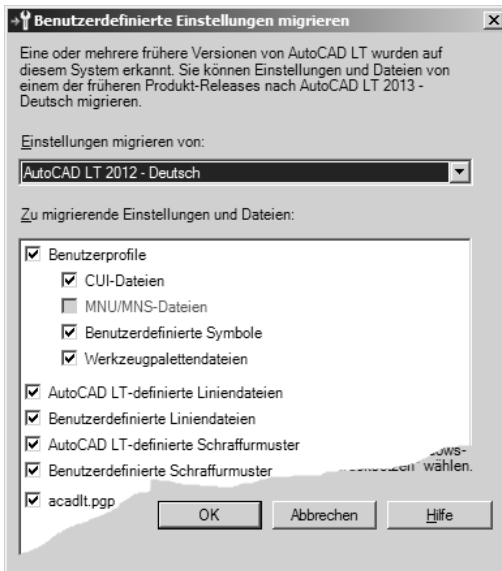 Benutzerdefinierte Einstellungen migrieren
Eine oder mehrere frühere Versionen von AutoCAD LT wurden auf
diesem System erkannt. Sie können Einstellungen und Dateien von
einem der früheren Produkt-Releases nach AutoCAD LT 2013 -
Deutsch migrieren.
Einstellungen migrieren von:
AutoCAD LT 2012 - Deutsch
Zu migrierende Einstellungen und Dateien:
Benutzerprofile
CUI-Dateien
MNU/MNS-Dateien
Benutzerdefinierte Symbole
Werkzeugpalettendateien
AutoCAD LT-definierte Liniendateien
Benutzerdefinierte Liniendateien
AutoCAD LT-definierte Schraffurmuster
Benutzerdefinierte Schraffurmuster
wählen.
acadlt.pgp
OK
Abbrechen
Hilfe